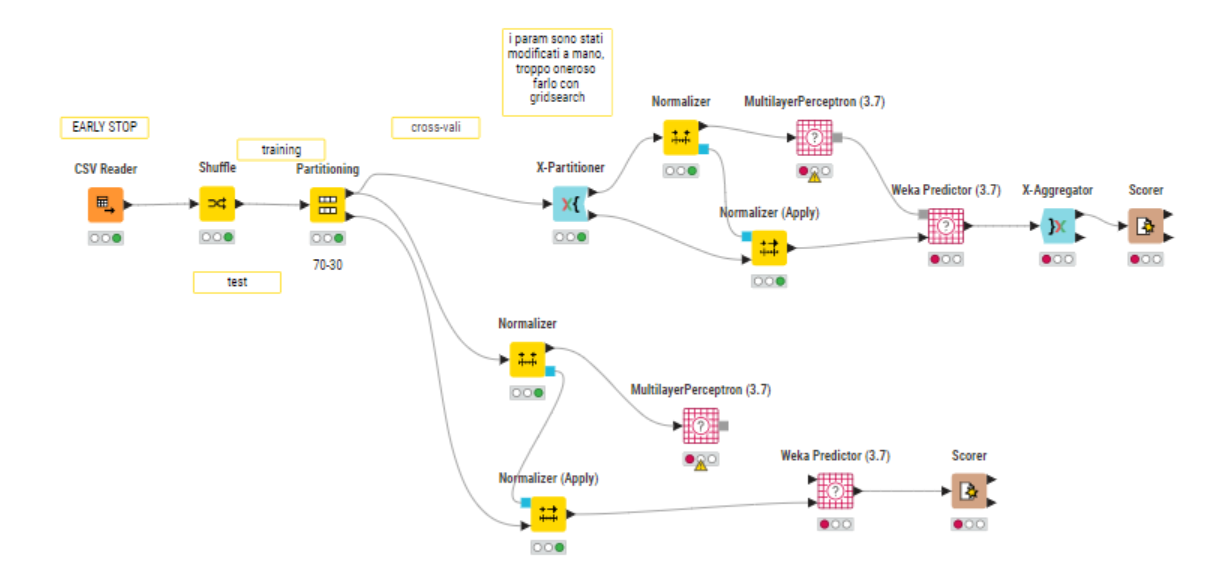 i param sono stati
modificati a mano,
troppo oneroso
farlo con
gridsearch
Normalizer
MultilayerPerceptron (3.7)
EARLY STOP
cross-vali
training
CSV Reader
Shuffle
Partitioning
X-Partitioner
Weka Predictor (3.7)
X-Aggregator
Scorer
Normalizer (Apply)
70-30
test
Normalizer
MultilayerPerceptron (3.7)
Weka Predictor (3.7)
Scorer
Normalizer (Apply)